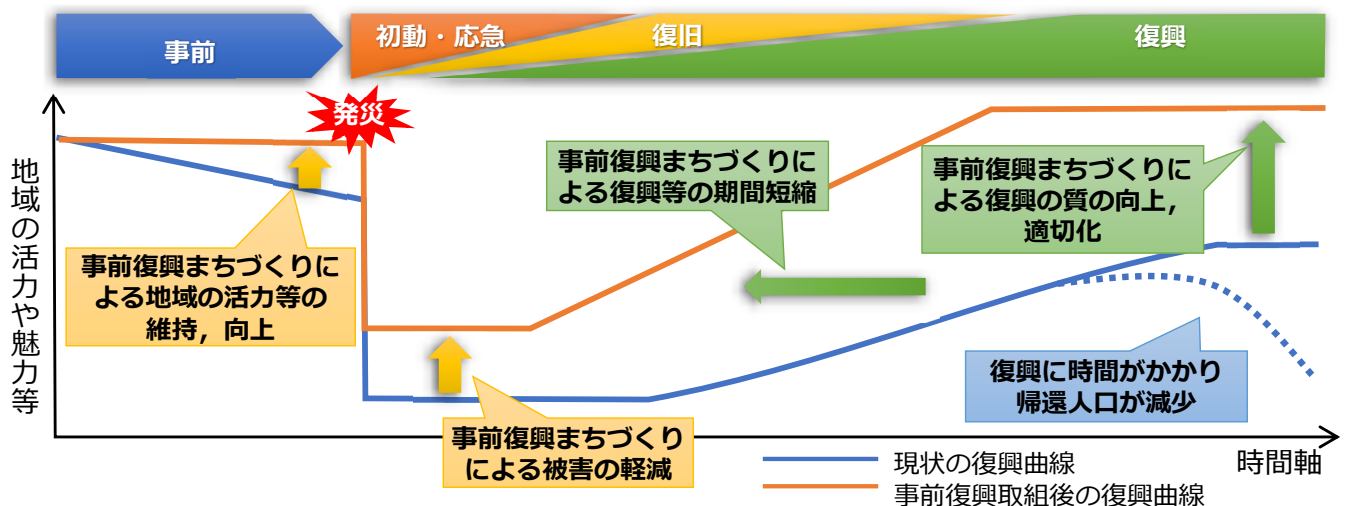 事前
初動・応急
復旧
復興
発災
地域の活力や魅力等
事前復興まちづくりに
よる地域の活力等の
維持，向上
事前復興まちづくりに
よる復興等の期間短縮
事前復興まちづくりに
よる復興の質の向上，
適切化
復興に時間がかかり
帰還人口が減少
事前復興まちづくり
による被害の軽減
現状の復興曲線
事前復興取組後の復興曲線
時間軸